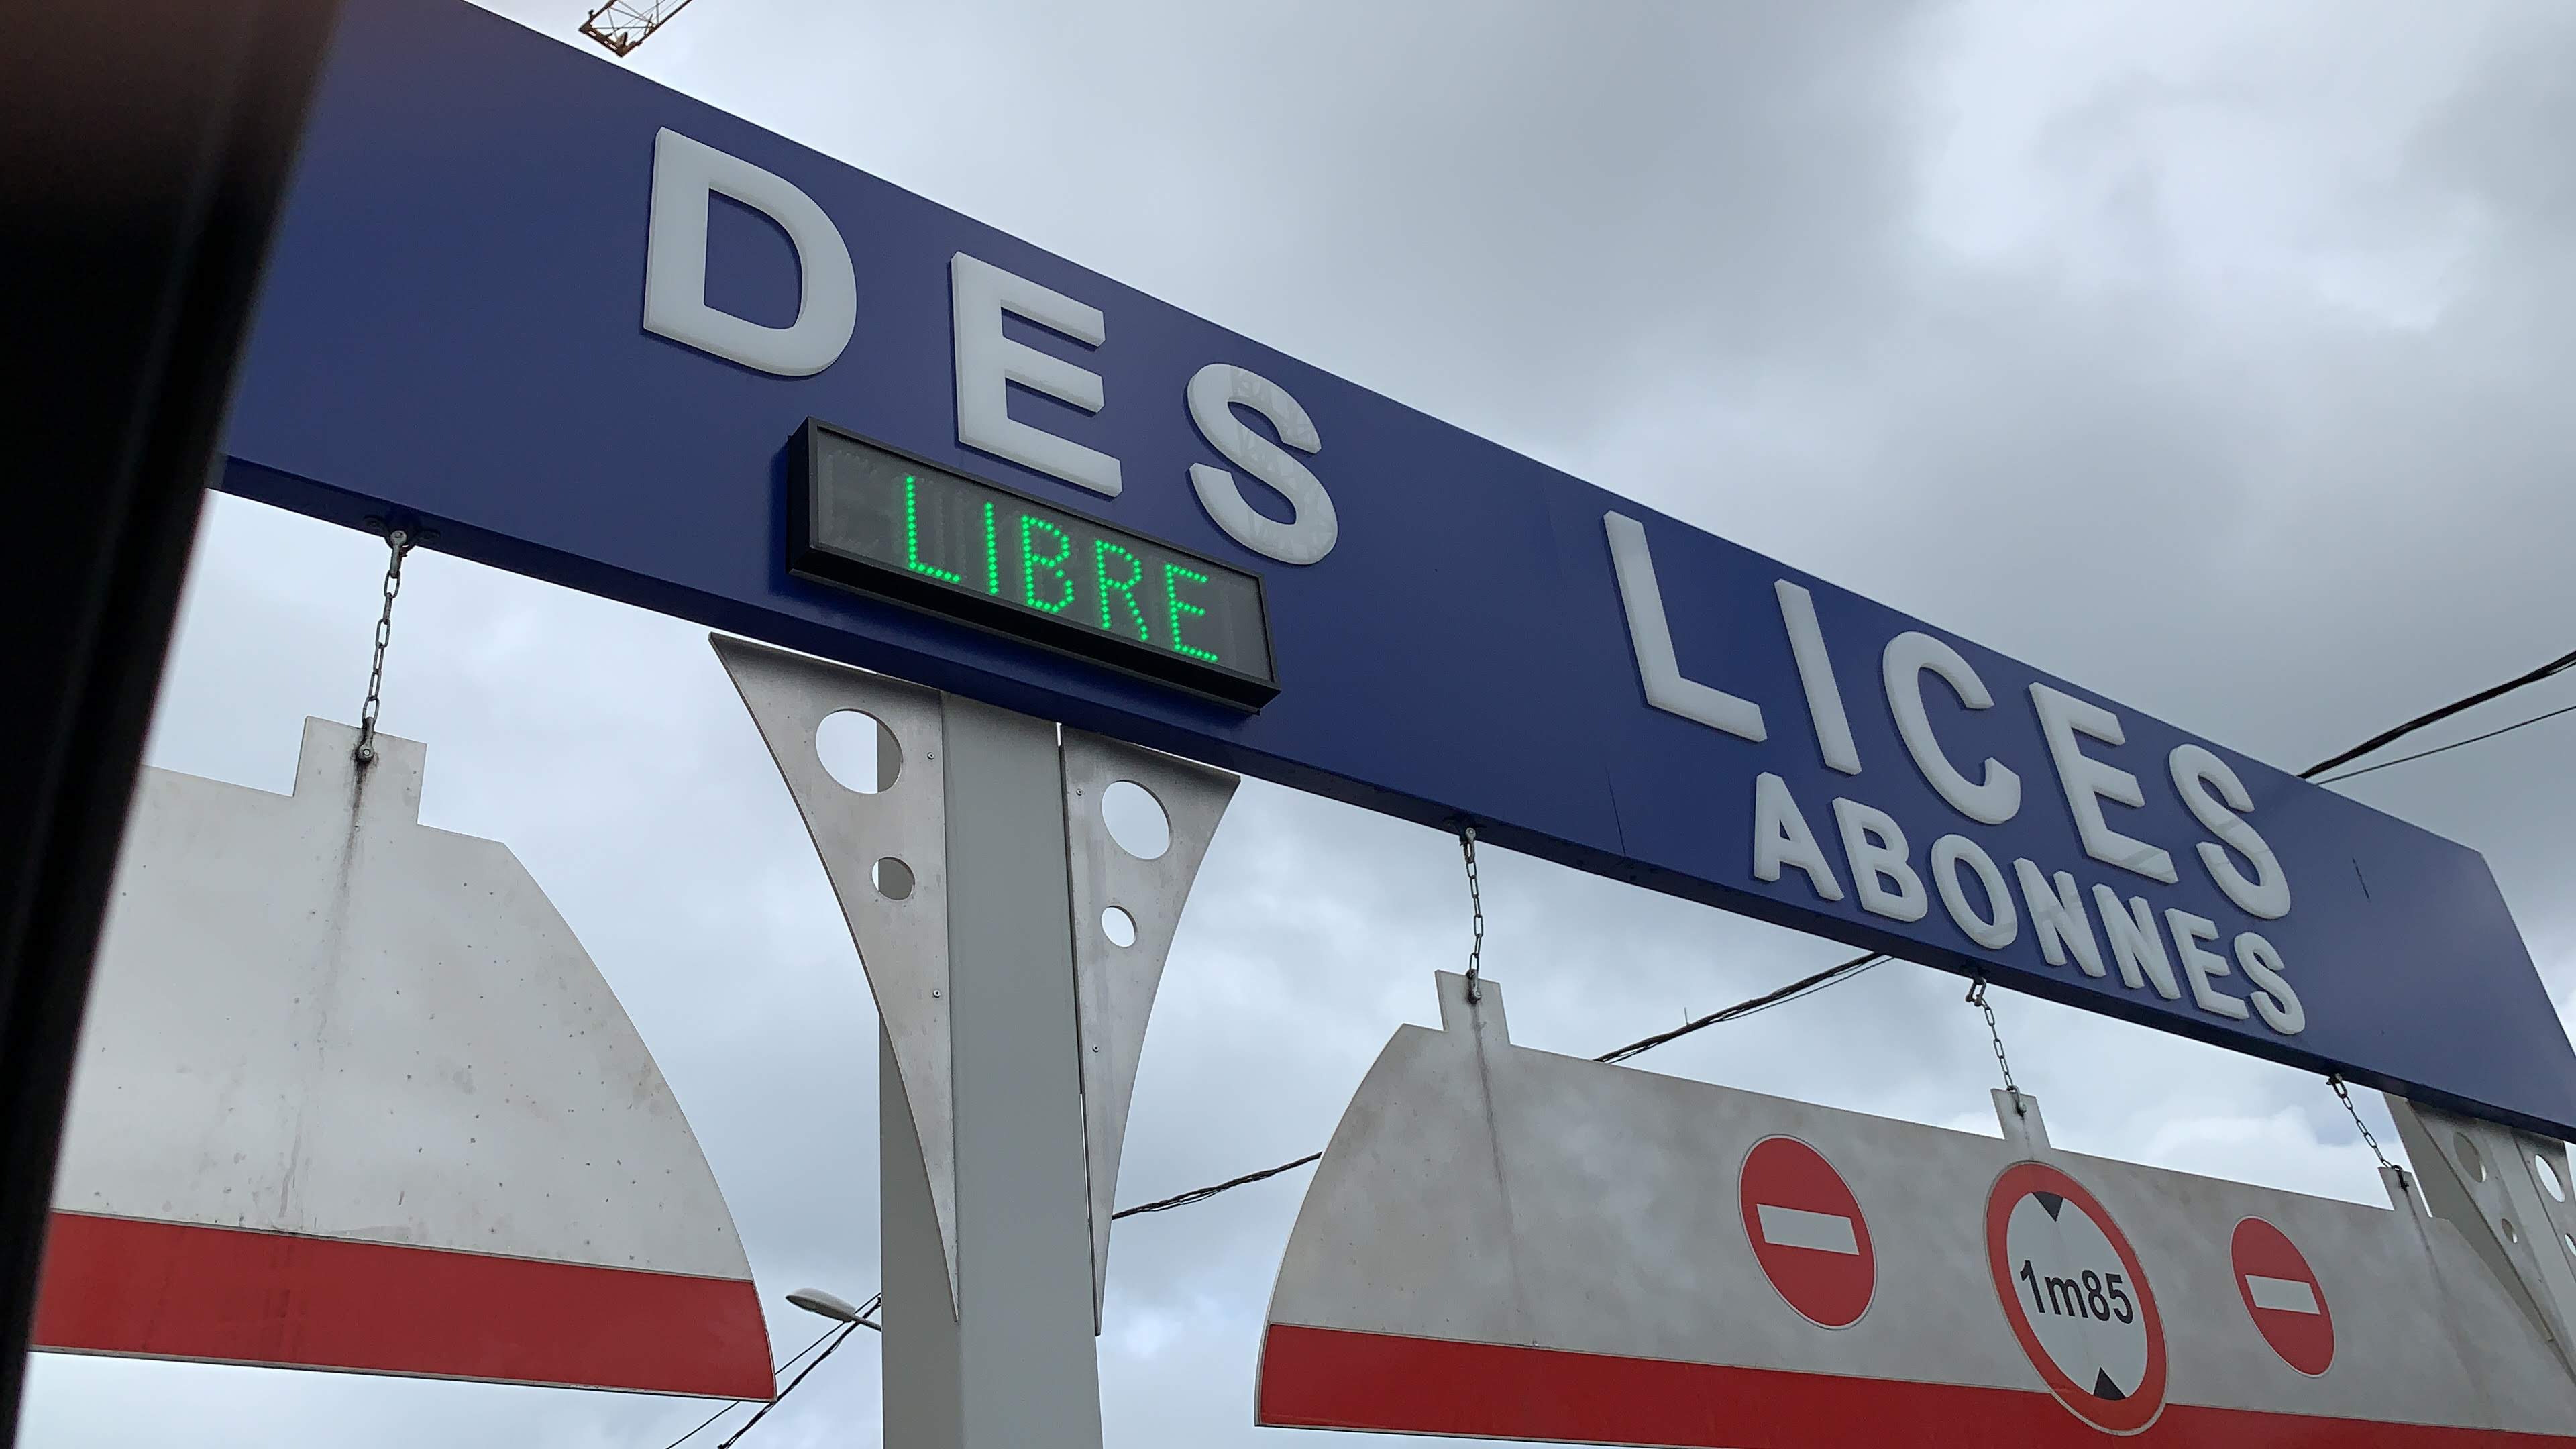 DES LICES
LIBRE
ABONNES
1m85